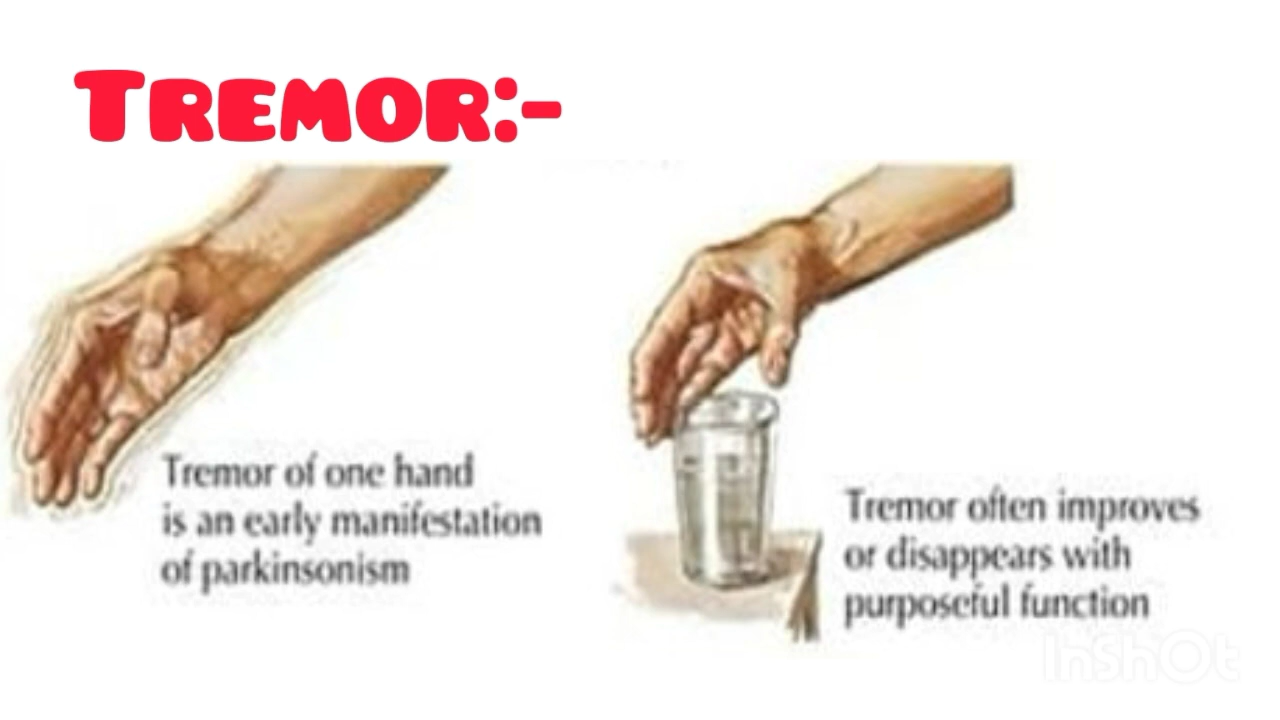 TREMOR:-
Tremor of one hand
is an early manifestation
of parkinsonism
Tremor often improves
or disappears with
purposeful function
InShOt